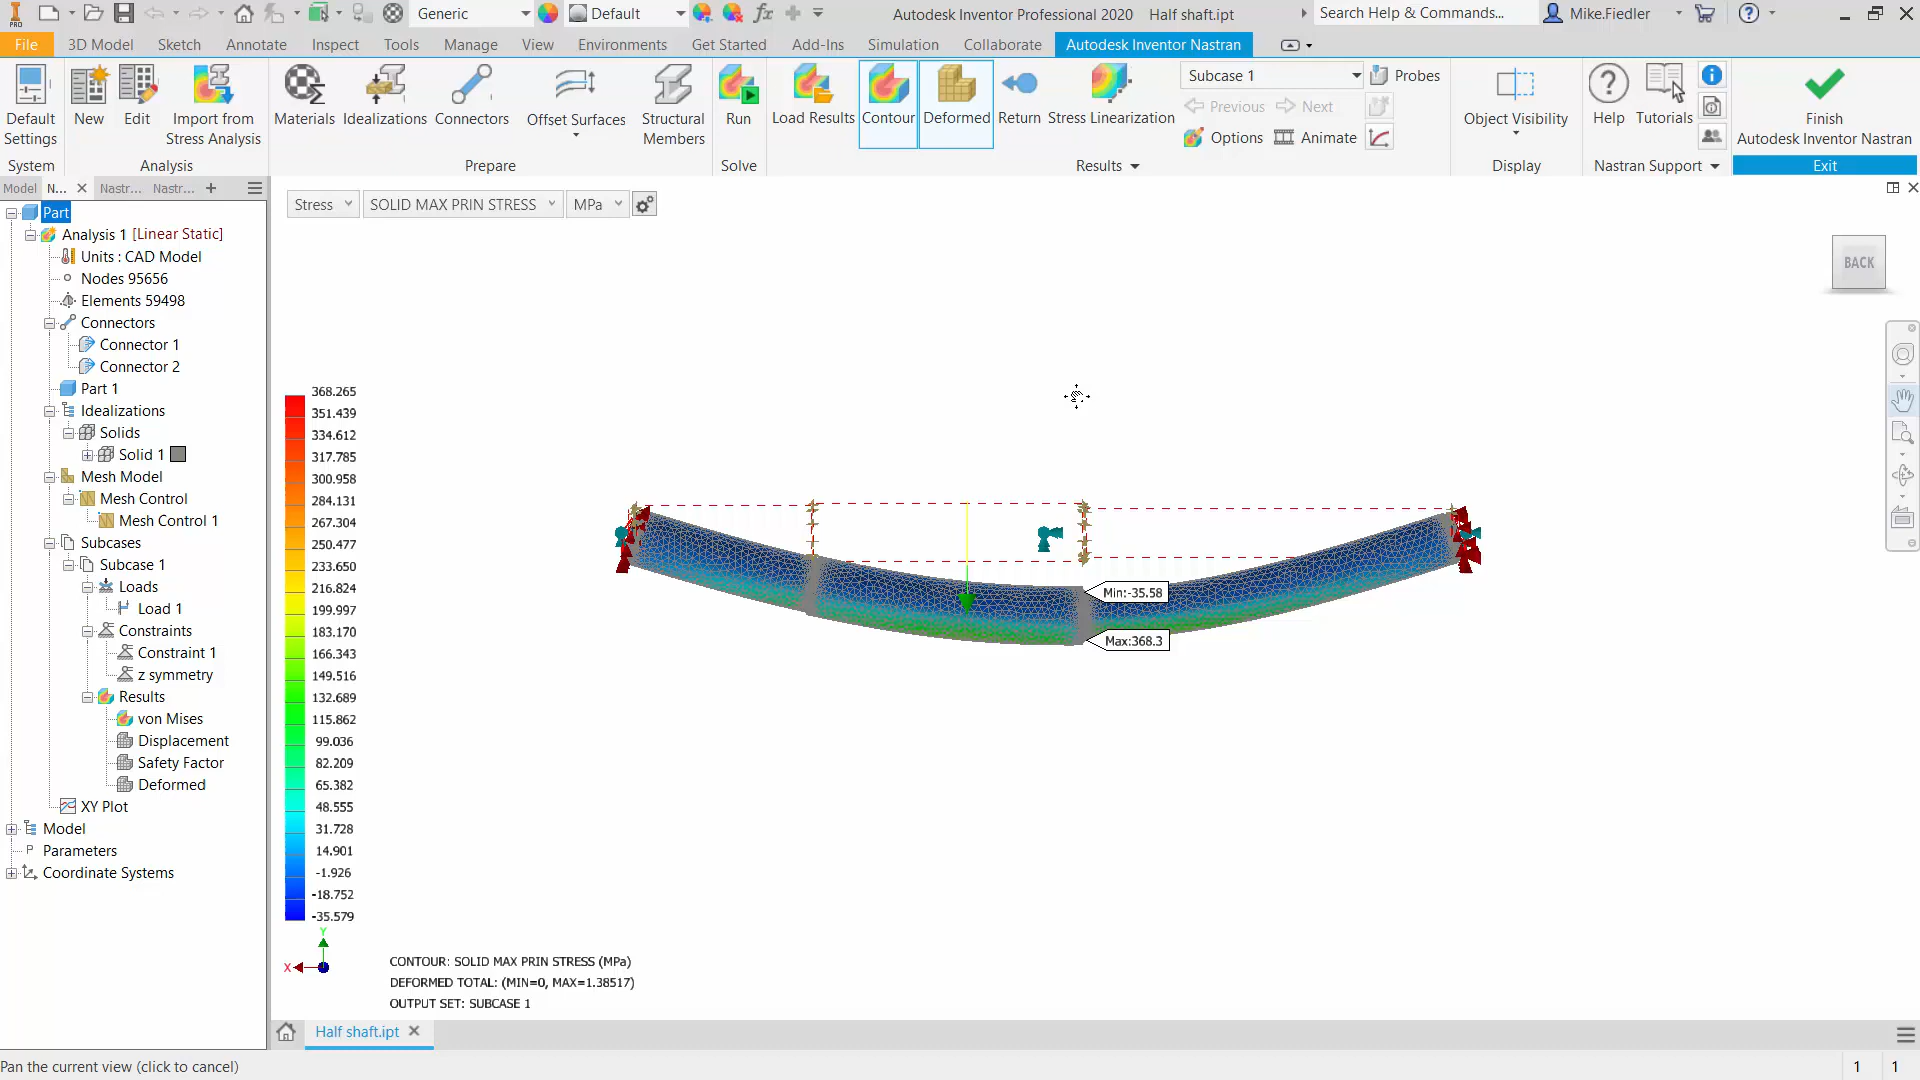 PRO
Generic
Default
Autodesk Inventor Professional 2020 Half shaft.ipt
Search Help & Commands...
Mike.Fiedler
File
3D Model
Sketch
Annotate
Inspect
Tools
Manage
View
Environments
Get Started
Add-Ins
Simulation
Collaborate
Autodesk Inventor Nastran
Default
Settings
New
Edit
Import from
Stress Analysis
Materials
Idealizations
Connectors
Offset Surfaces
Structural
Members
Run
Load Results
Contour
Deformed
Return
Stress Linearization
Subcase 1
Probes
Previous
Next
Options
Animate
Object Visibility
Help
Tutorials
Finish
Autodesk Inventor Nastran
System
Analysis
Prepare
Solve
Results
Display
Nastran Support
Exit
Model
N...
Nastr...
Nastr...
Part
Analysis 1 [Linear Static]
Units : CAD Model
Nodes 95656
Elements 59498
Connectors
Connector 1
Connector 2
Part 1
Idealizations
Solids
Solid 1
Mesh Model
Mesh Control
Mesh Control 1
Subcases
Subcase 1
Loads
Load 1
Constraints
Constraint 1
z symmetry
Results
von Mises
Displacement
Safety Factor
Deformed
XY Plot
Model
Parameters
Coordinate Systems
Stress
SOLID MAX PRIN STRESS
MPa
BACK
368.265
351.439
334.612
317.785
300.958
284.131
267.304
250.477
233.650
216.824
199.997
183.170
166.343
149.516
132.689
115.862
99.036
82.209
65.382
48.555
31.728
14.901
-1.926
-18.752
-35.579
Min:-35.58
Max:368.3
Y
X
CONTOUR: SOLID MAX PRIN STRESS (MPa)
DEFORMED TOTAL: (MIN=0, MAX=1.38517)
OUTPUT SET: SUBCASE 1
Half shaft.ipt
Pan the current view (click to cancel)
1
1